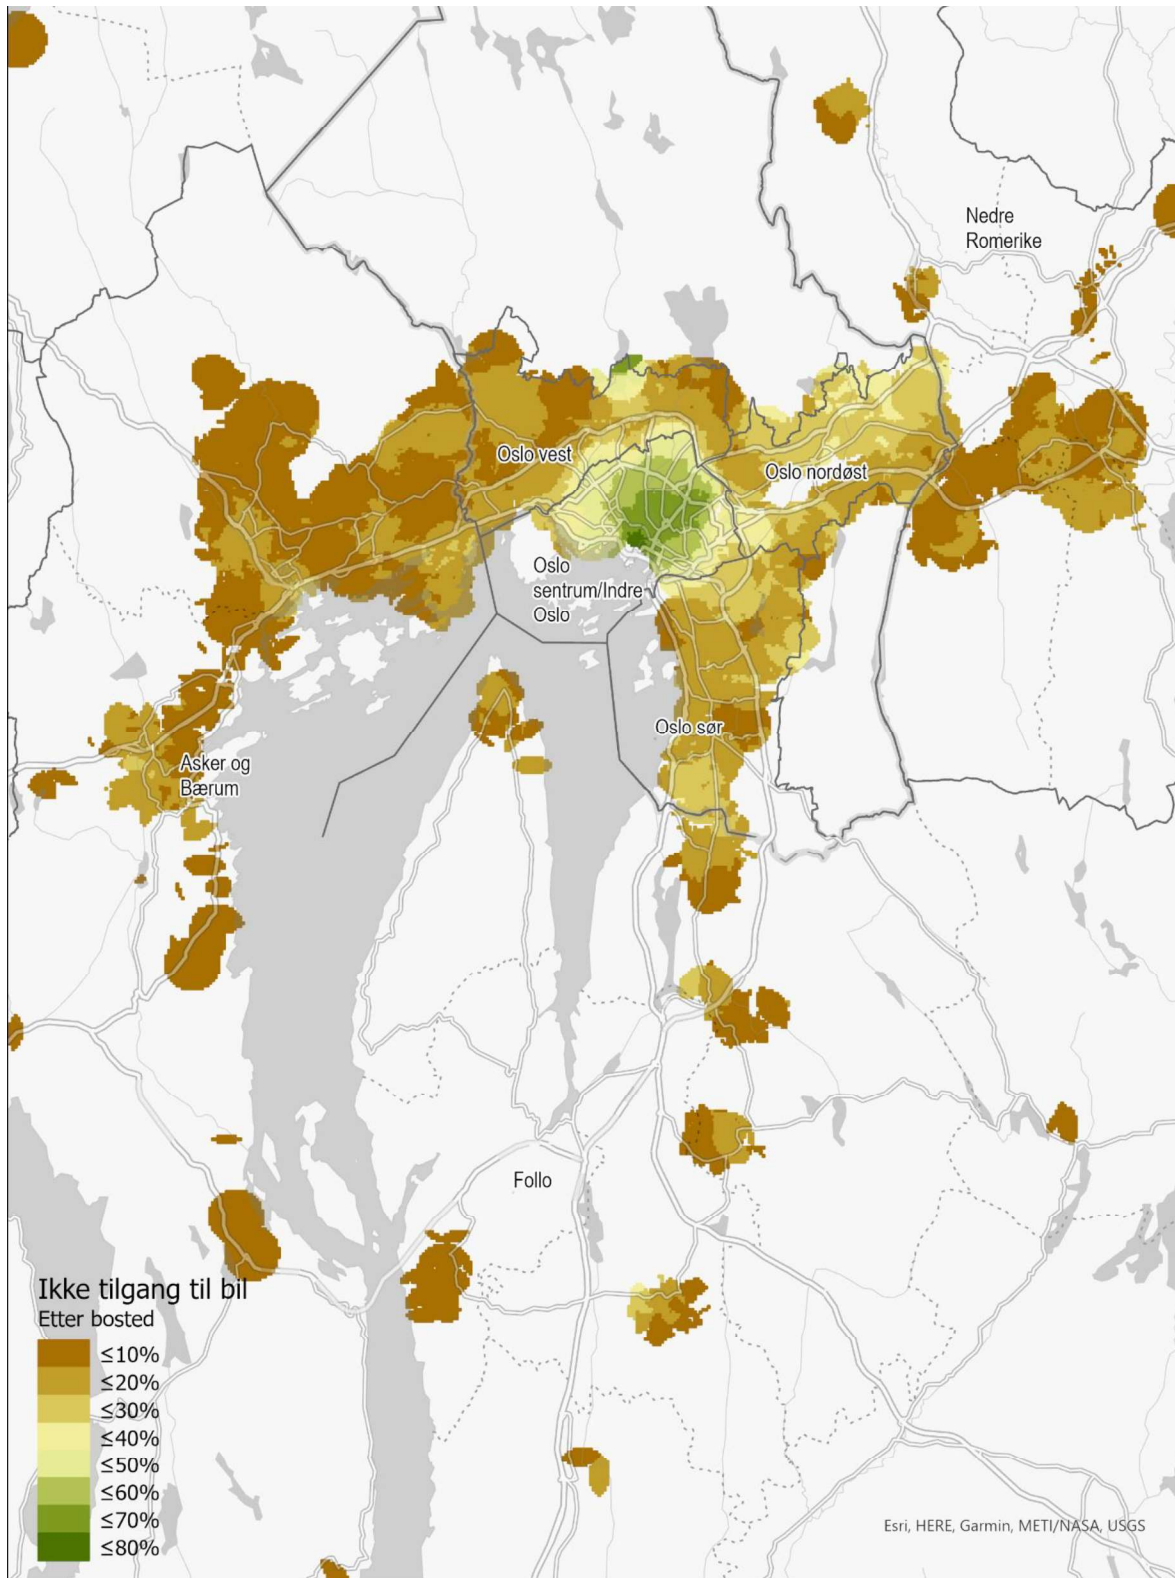 Nedre
Romerike
Oslo vest
Oslo nordøst
Oslo
sentrum/Indre
Oslo
Oslo sør
Asker og
Bærum
Follo
Ikke tilgang til bil
Etter bosted
≤10%
≤20%
≤30%
≤40%
≤50%
≤60%
≤70%
≤80%
Esri, HERE, Garmin, METI/NASA, USGS